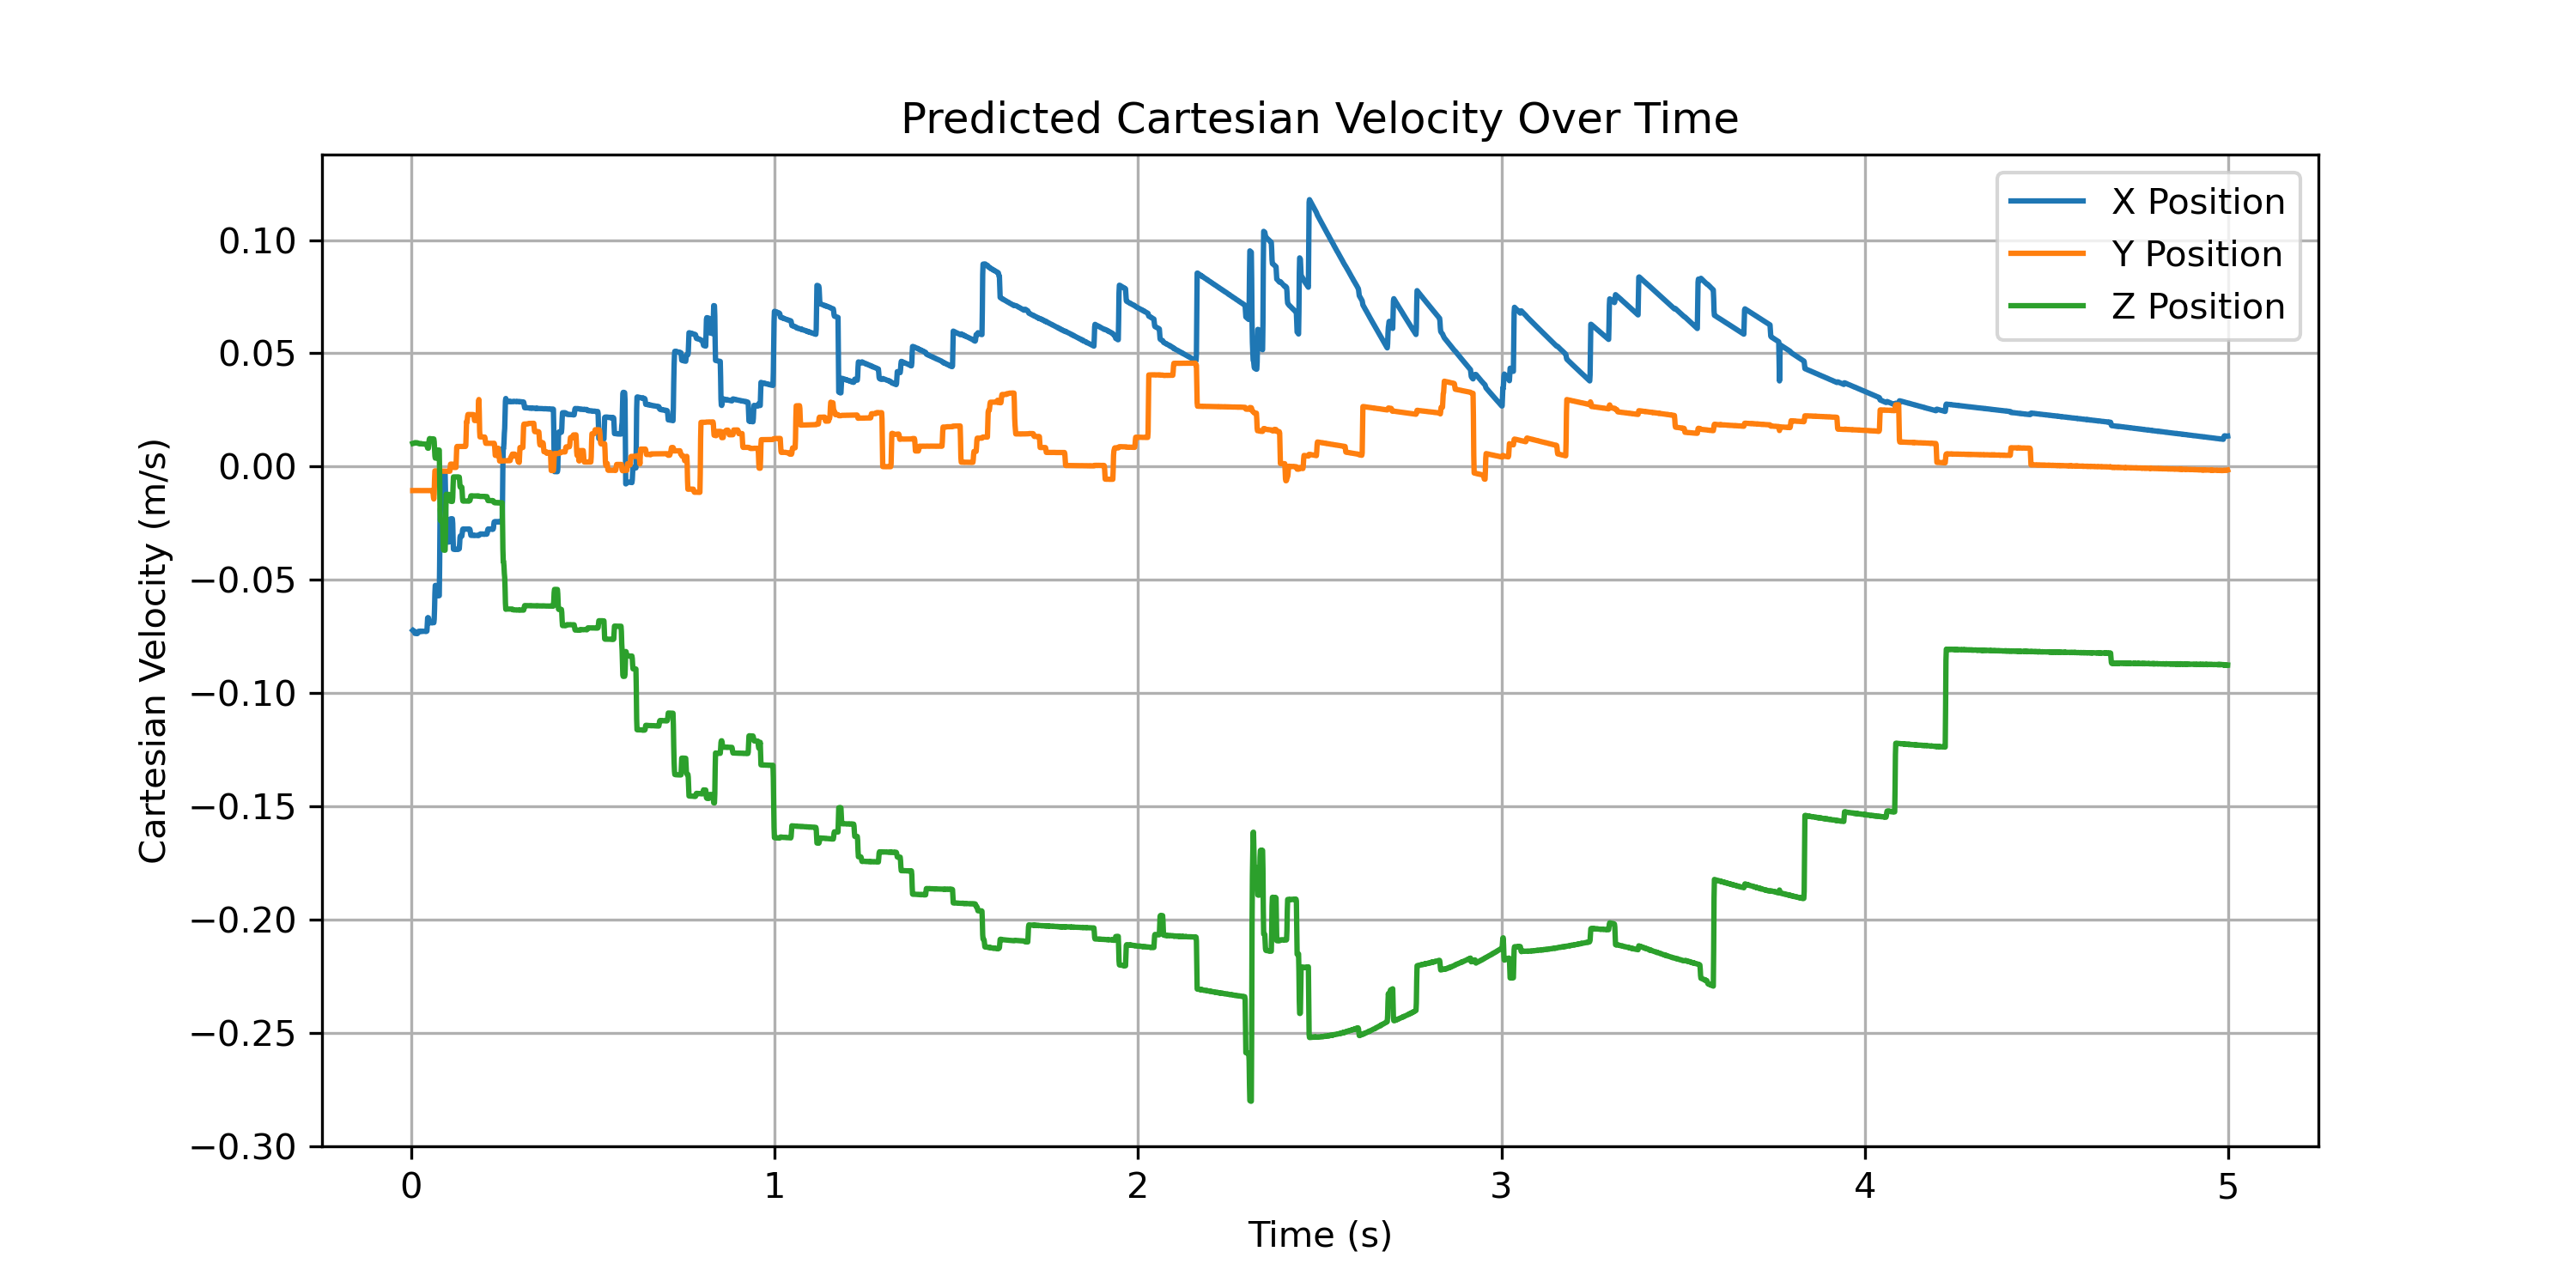 Predicted Cartesian Velocity Over Time
X Position
Y Position
Z Position
Cartesian Velocity (m/s)
0.10
0.05
0.00
−0.05
−0.10
−0.15
−0.20
−0.25
−0.30
0 1 2 3 4 5
Time (s)